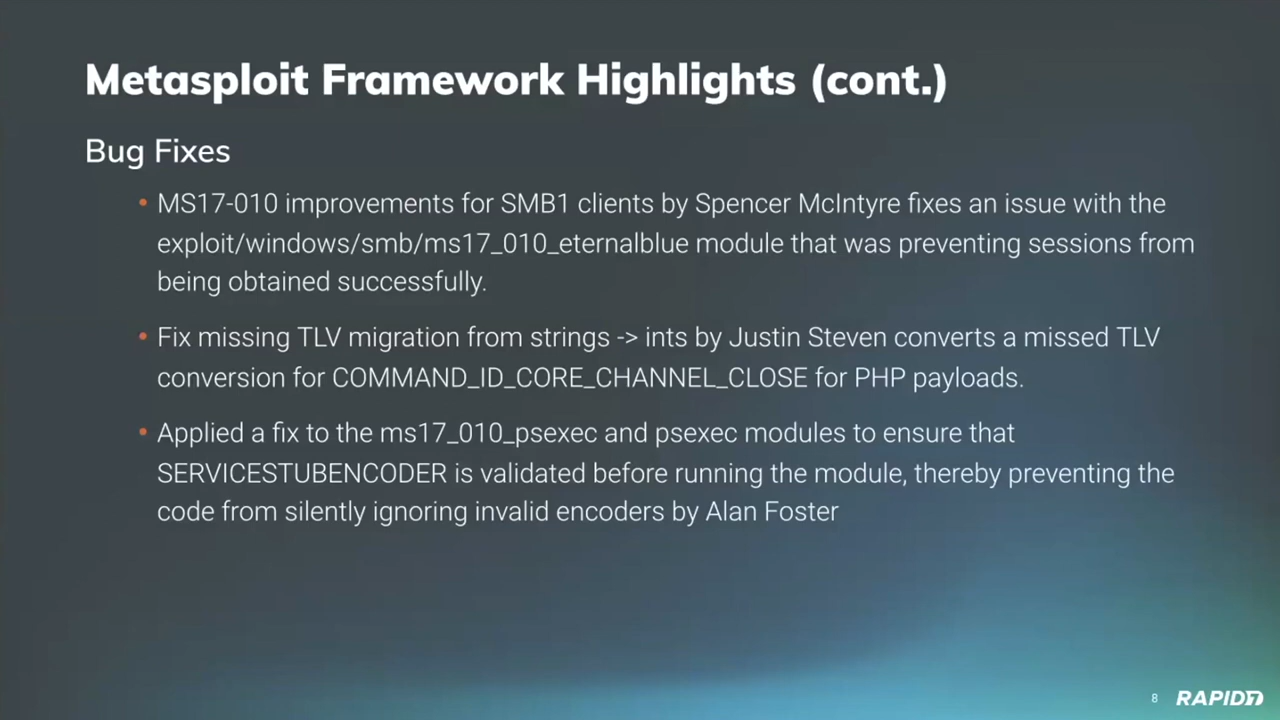 Metasploit Framework Highlights (cont.)
Bug Fixes
• MS17-010 improvements for SMB1 clients by Spencer McIntyre fixes an issue with the
exploit/windows/smb/ms17_010_eternalblue module that was preventing sessions from
being obtained successfully.
• Fix missing TLV migration from strings -> ints by Justin Steven converts a missed TLV
conversion for COMMAND_ID_CORE_CHANNEL_CLOSE for PHP payloads.
• Applied a fix to the ms17_010_psexec and psexec modules to ensure that
SERVICESTUBENCODER is validated before running the module, thereby preventing the
code from silently ignoring invalid encoders by Alan Foster
8 RAPID7